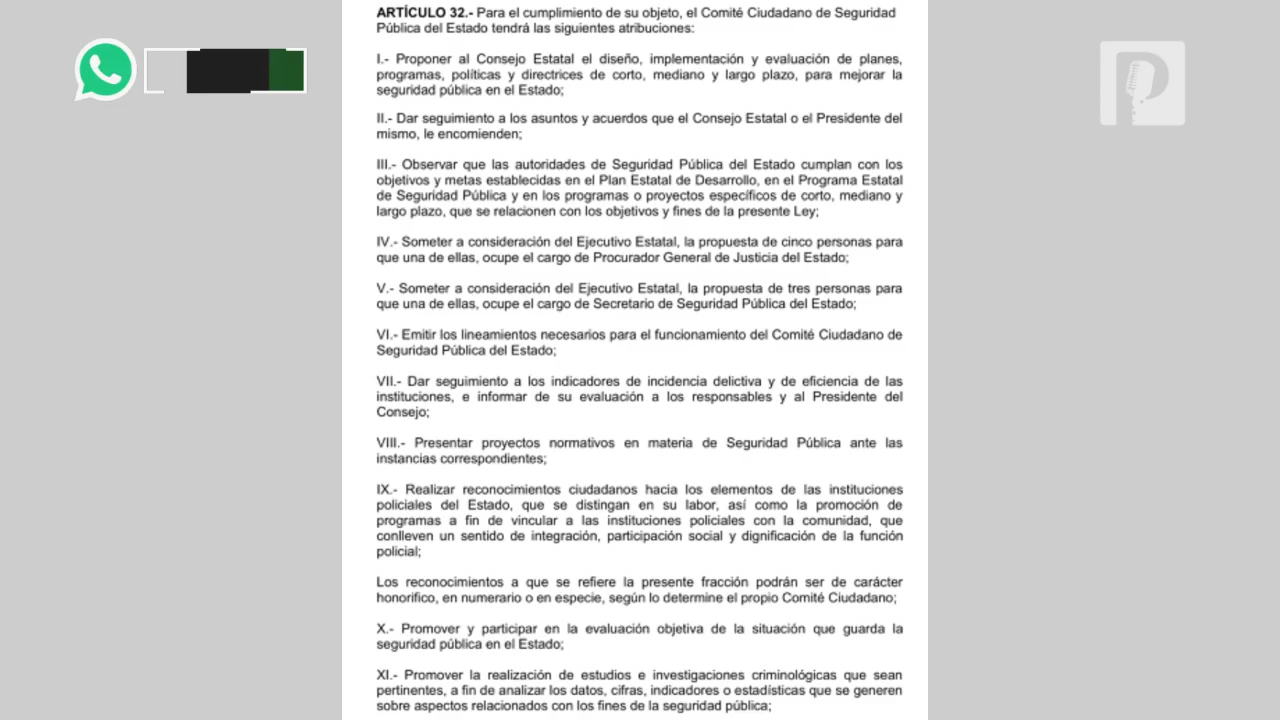 ARTÍCULO 32.- Para el cumplimiento de su objeto, el Comité Ciudadano de Seguridad
Pública del Estado tendrá las siguientes atribuciones:
I.- Proponer al Consejo Estatal el diseño, implementación y evaluación de planes,
programas, políticas y directrices de corto, mediano y largo plazo, para mejorar la
seguridad pública en el Estado;
II.- Dar seguimiento a los asuntos y acuerdos que el Consejo Estatal o el Presidente del
mismo, le encomienden;
III.- Observar que las autoridades de Seguridad Pública del Estado cumplan con los
objetivos y metas establecidas en el Plan Estatal de Desarrollo, en el Programa Estatal
de Seguridad Pública y en los programas o proyectos específicos de corto, mediano y
largo plazo, que se relacionen con los objetivos y fines de la presente Ley;
IV.- Someter a consideración del Ejecutivo Estatal, la propuesta de cinco personas para
que una de ellas, ocupe el cargo de Procurador General de Justicia del Estado;
V.- Someter a consideración del Ejecutivo Estatal, la propuesta de tres personas para
que una de ellas, ocupe el cargo de Secretario de Seguridad Pública del Estado;
VI.- Emitir los lineamientos necesarios para el funcionamiento del Comité Ciudadano de
Seguridad Pública del Estado;
VII.- Dar seguimiento a los indicadores de incidencia delictiva y de eficiencia de las
instituciones, e informar de su evaluación a los responsables y al Presidente del
Consejo;
VIII.- Presentar proyectos normativos en materia de Seguridad Pública ante las
instancias correspondientes;
IX.- Realizar reconocimientos ciudadanos hacia los elementos de las instituciones
policiales del Estado, que se distingan en su labor, así como la promoción de
programas a fin de vincular a las instituciones policiales con la comunidad, que
conlleven un sentido de integración, participación social y dignificación de la función
policial;
Los reconocimientos a que se refiere la presente fracción podrán ser de carácter
honorifico, en numerario o en especie, según lo determine el propio Comité Ciudadano;
X.- Promover y participar en la evaluación objetiva de la situación que guarda la
seguridad pública en el Estado;
XI.- Promover la realización de estudios e investigaciones criminológicas que sean
pertinentes, a fin de analizar los datos, cifras, indicadores o estadísticas que se generen
sobre aspectos relacionados con los fines de la seguridad pública;